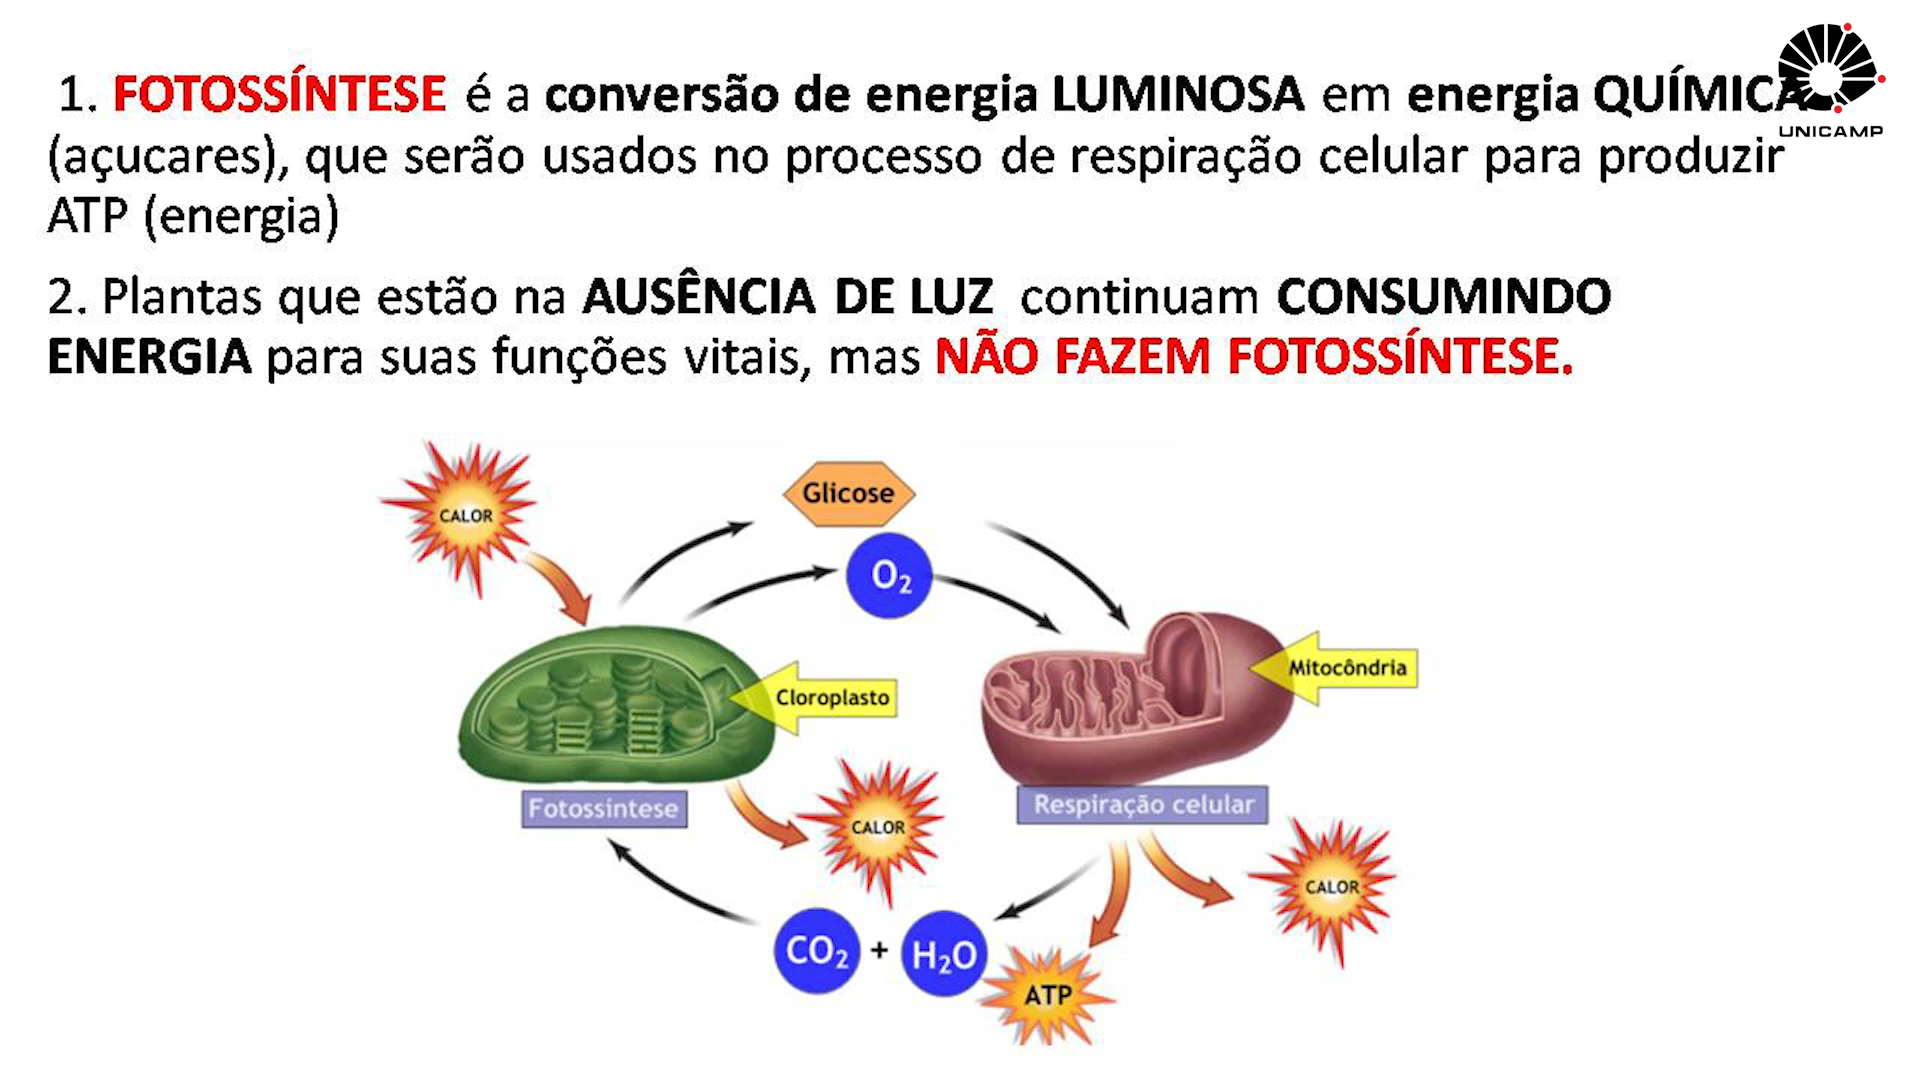 1. FOTOSSÍNTESE é a conversão de energia LUMINOSA em energia QUÍMICA
(açucares), que serão usados no processo de respiração celular para produzir
ATP (energia)
2. Plantas que estão na AUSÊNCIA DE LUZ continuam CONSUMINDO
ENERGIA para suas funções vitais, mas NÃO FAZEM FOTOSSÍNTESE.
UNICAMP
CALOR
Glicose
O₂
Cloroplasto
Mitocôndria
Fotossíntese
CALOR
Respiração celular
CALOR
CO₂ + H₂O
ATP